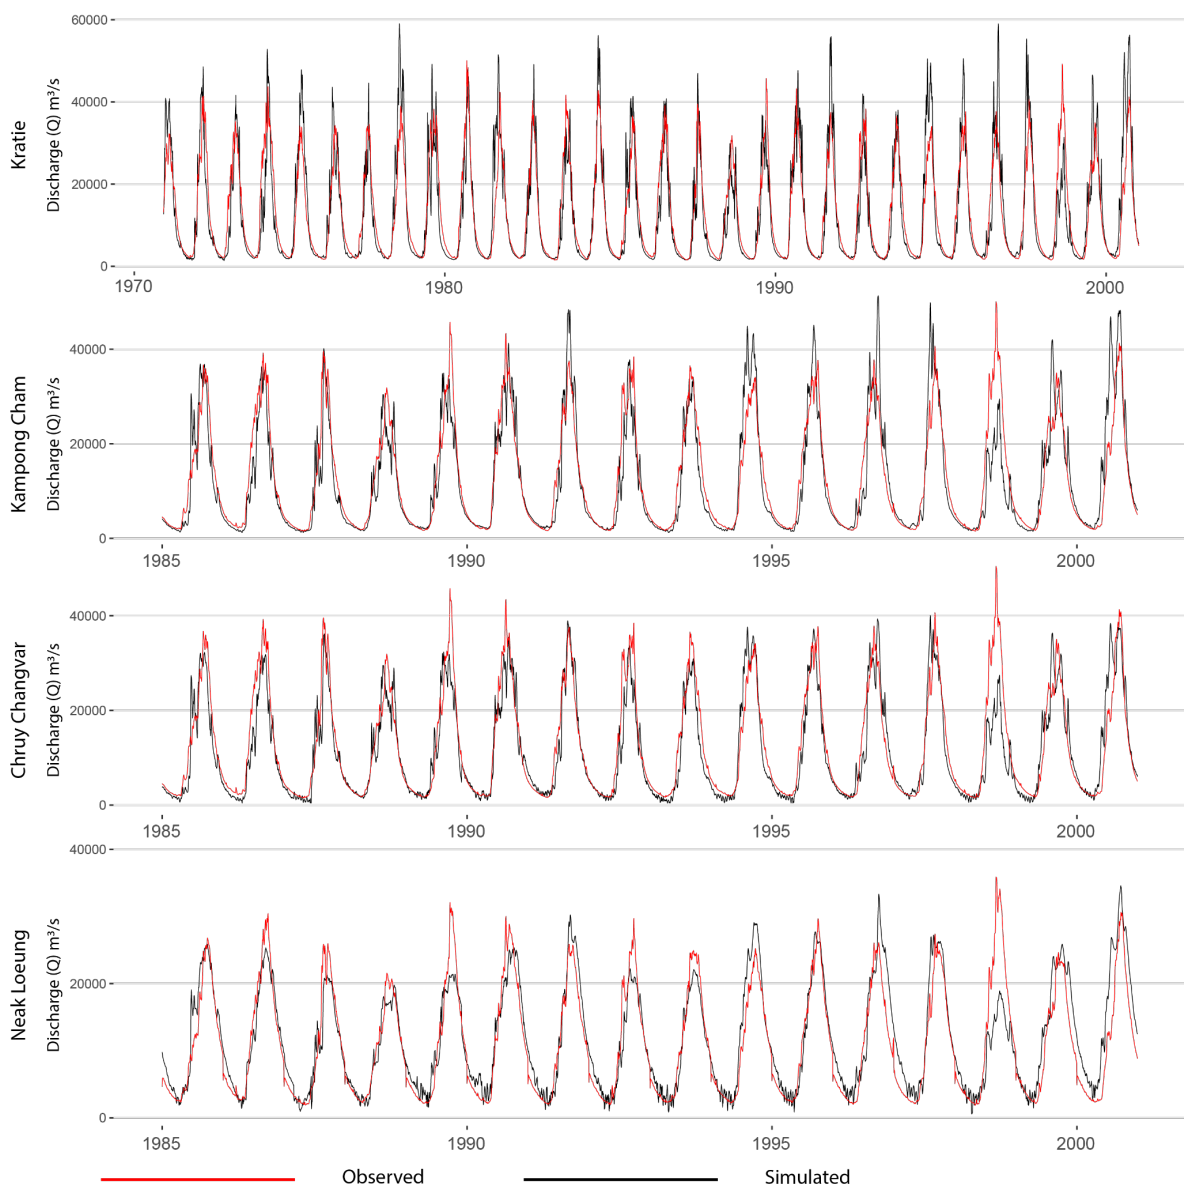 Kratie
Discharge (Q) m³/s
60000
40000
20000
0
1970
1980
1990
2000
Kampong Cham
Discharge (Q) m³/s
40000
20000
0
1985
1990
1995
2000
Chruy Changvar
Discharge (Q) m³/s
40000
20000
0
1985
1990
1995
2000
Neak Loeung
Discharge (Q) m³/s
40000
20000
0
1985
1990
1995
2000
Observed
Simulated